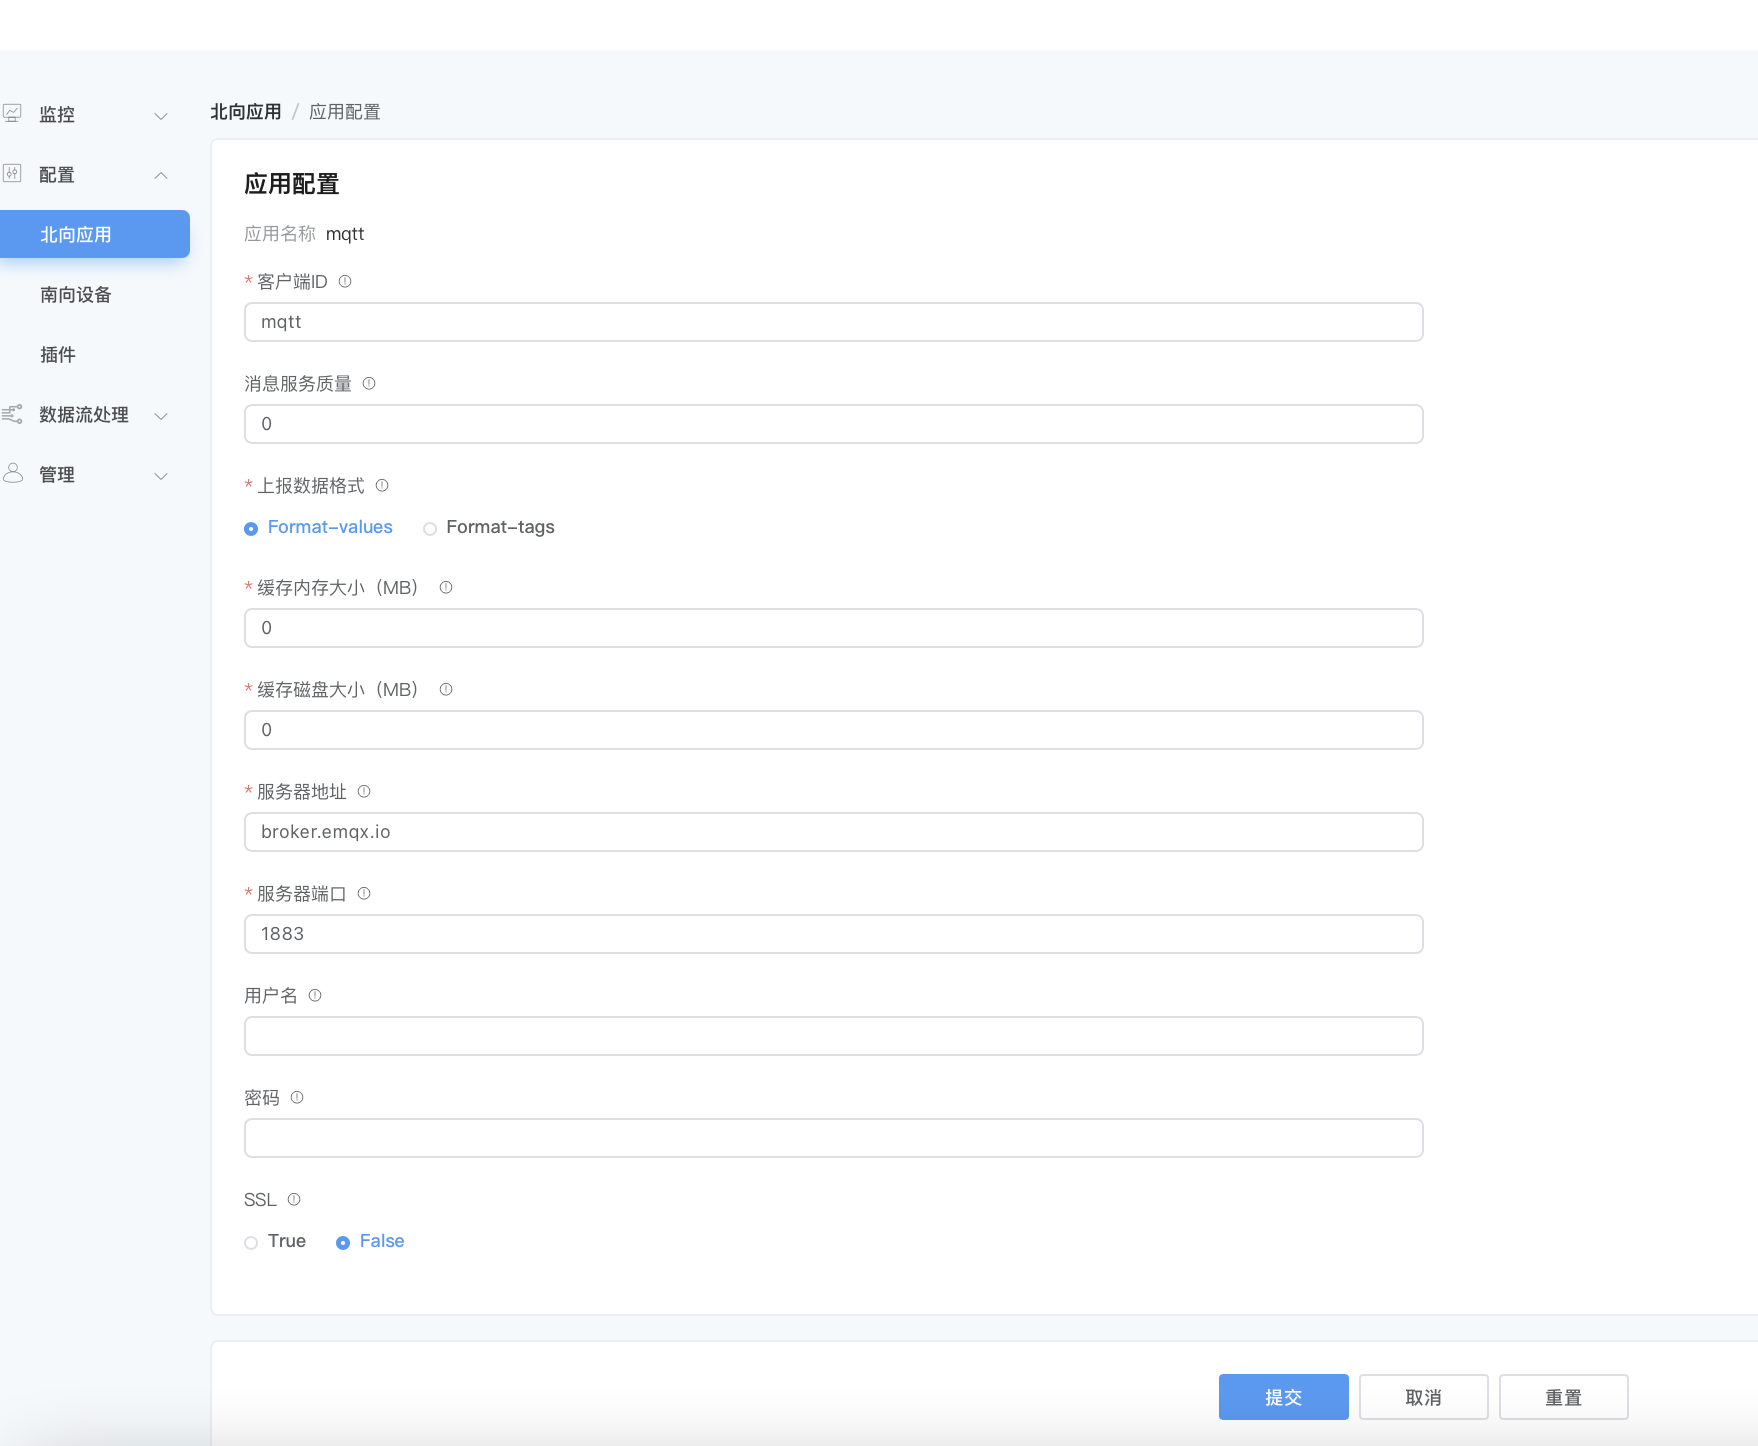 监控
配置
北向应用
南向设备
插件
数据流处理
管理
北向应用 / 应用配置
应用配置
应用名称 mqtt
* 客户端ID
mqtt
消息服务质量
0
* 上报数据格式
Format-values Format-tags
* 缓存内存大小（MB）
0
* 缓存磁盘大小（MB）
0
* 服务器地址
broker.emqx.io
* 服务器端口
1883
用户名
密码
SSL
True False
提交 取消 重置